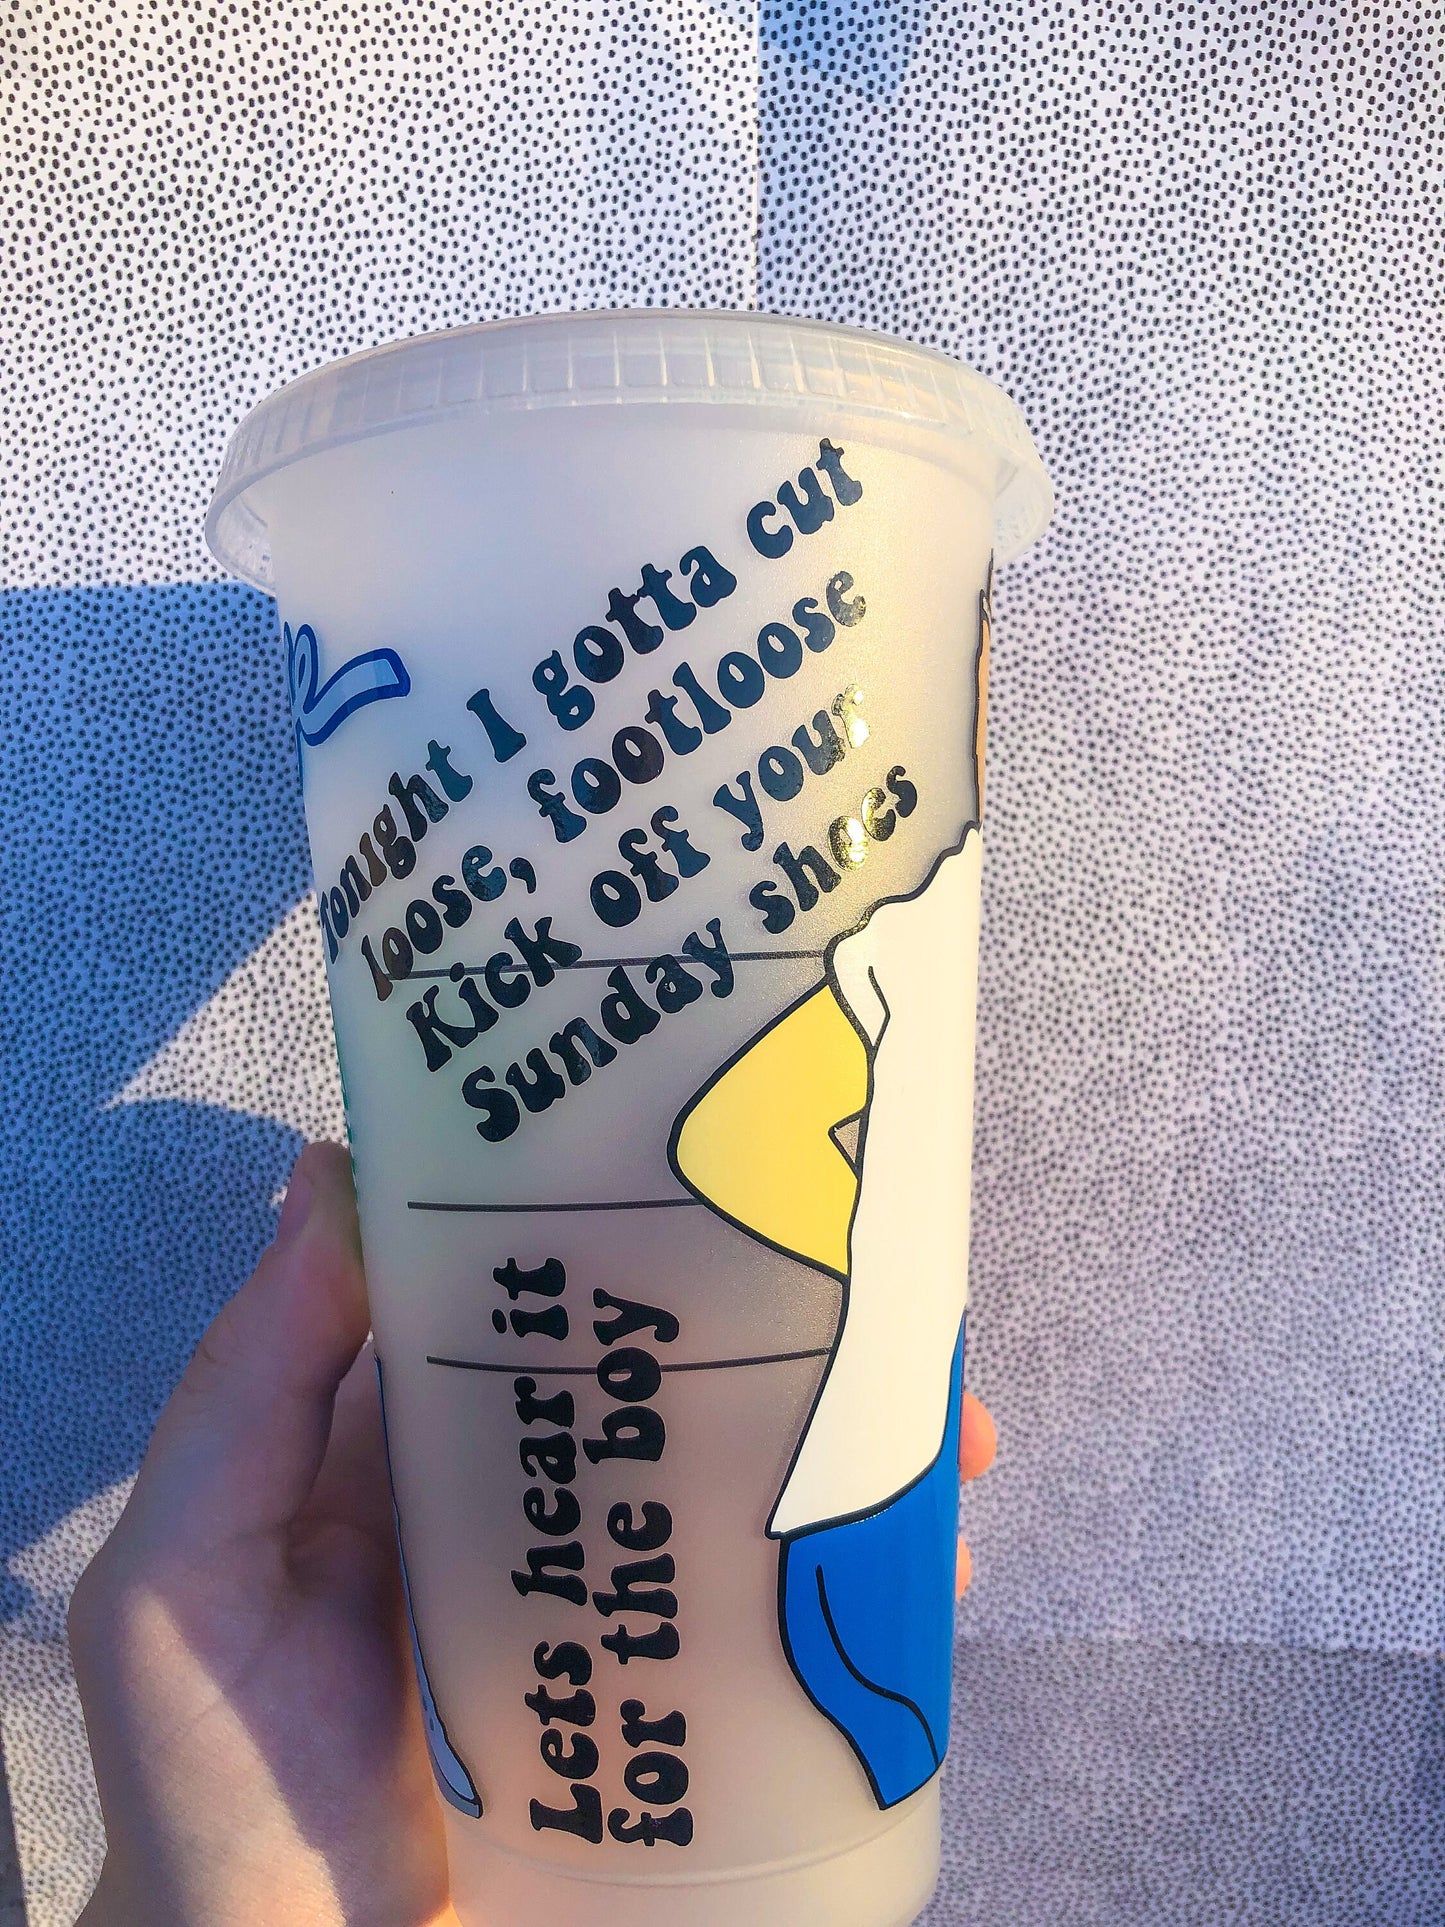 Tonight I gotta cut
loose, footloose
Kick off your
Sunday shoes
Lets hear it
for the boy